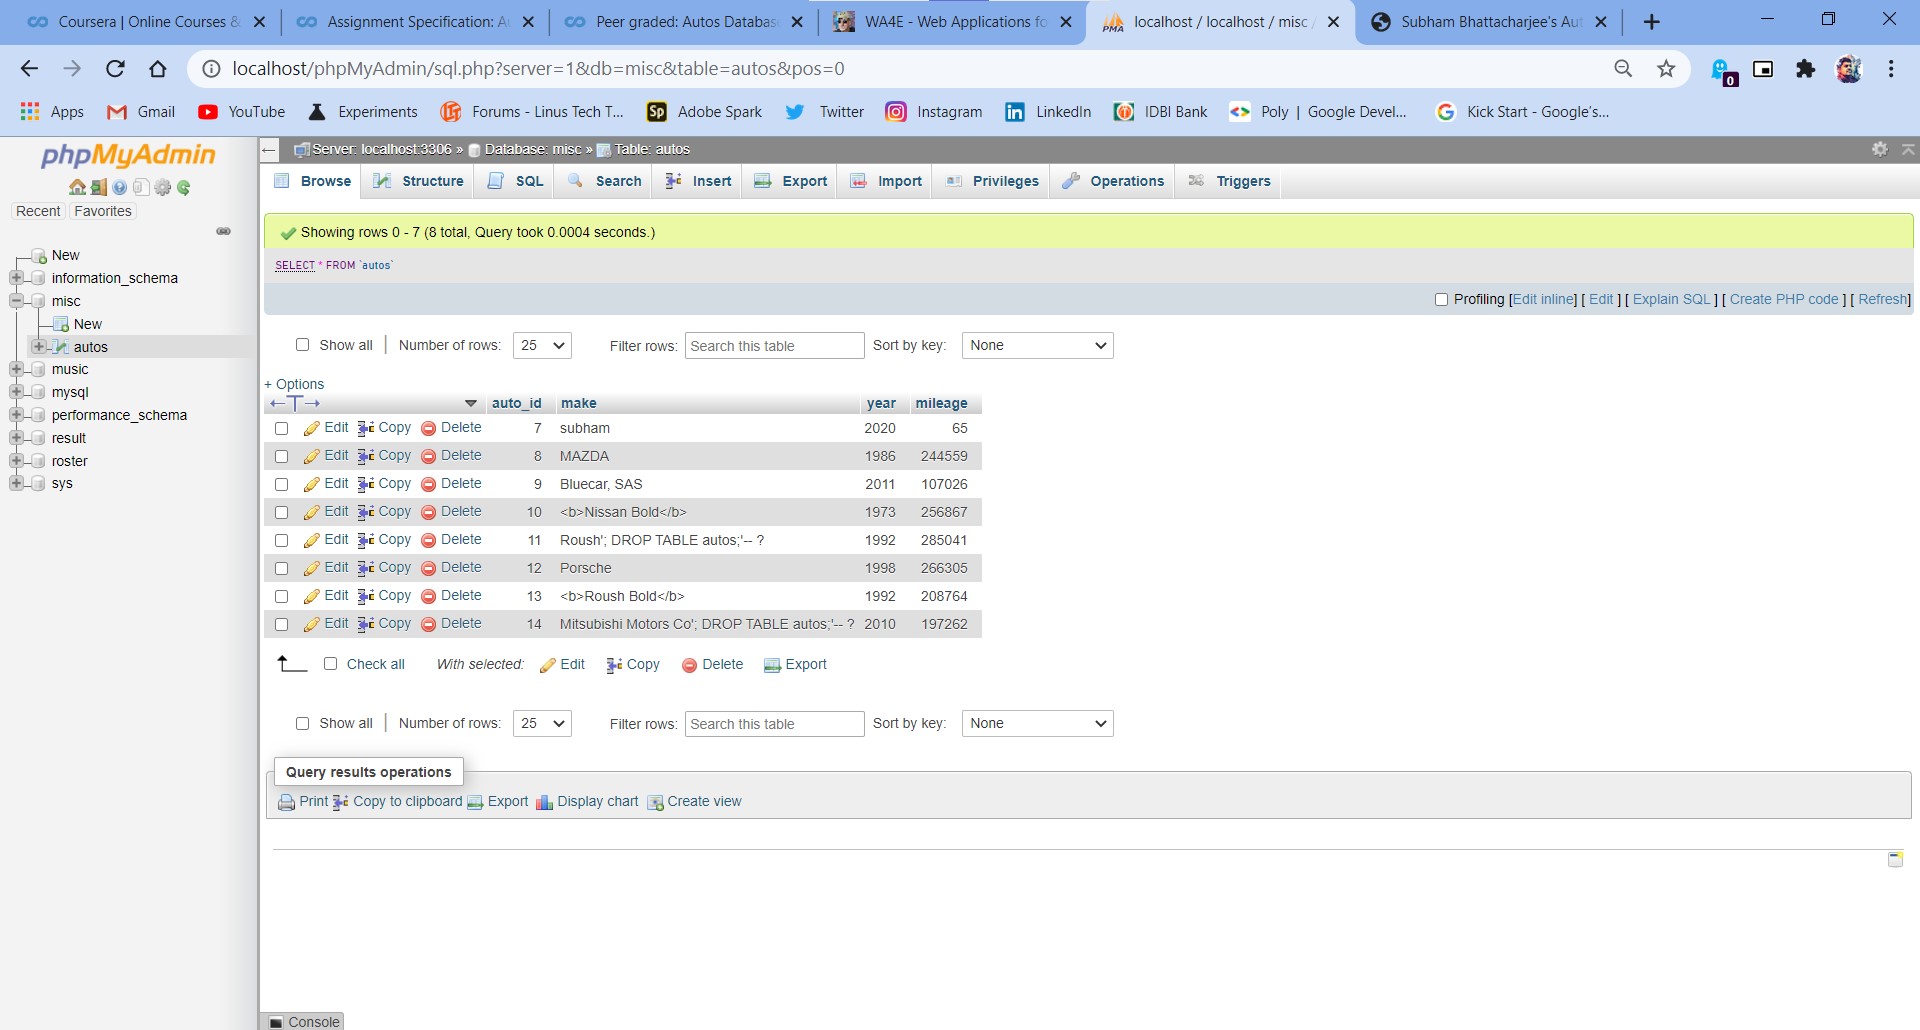 Coursera | Online Courses &
Assignment Specification: A
Peer graded: Autos Databas
WA4E - Web Applications fo
PMA localhost / localhost / misc /
Subham Bhattacharjee's Aut
localhost/phpMyAdmin/sql.php?server=1&db=misc&table=autos&pos=0
0
Apps Gmail YouTube Experiments Forums - Linus Tech T... Sp Adobe Spark Twitter Instagram LinkedIn IDBI Bank Poly | Google Devel... Kick Start - Google's...
phpMyAdmin
Recent Favorites
New
information_schema
misc
New
autos
music
mysql
performance_schema
result
roster
sys
Server: localhost:3306 » Database: misc » Table: autos
Browse Structure SQL Search Insert Export Import Privileges Operations Triggers
Showing rows 0 - 7 (8 total, Query took 0.0004 seconds.)
SELECT * FROM `autos`
Profiling [Edit inline] [ Edit ] [ Explain SQL ] [ Create PHP code ] [ Refresh]
Show all | Number of rows: 25 Filter rows: Search this table Sort by key: None
+ Options
←T→ auto_id make year mileage
Edit Copy Delete 7 subham 2020 65
Edit Copy Delete 8 MAZDA 1986 244559
Edit Copy Delete 9 Bluecar, SAS 2011 107026
Edit Copy Delete 10 <b>Nissan Bold</b> 1973 256867
Edit Copy Delete 11 Roush'; DROP TABLE autos;'-- ? 1992 285041
Edit Copy Delete 12 Porsche 1998 266305
Edit Copy Delete 13 <b>Roush Bold</b> 1992 208764
Edit Copy Delete 14 Mitsubishi Motors Co'; DROP TABLE autos;'-- ? 2010 197262
Check all With selected: Edit Copy Delete Export
Show all | Number of rows: 25 Filter rows: Search this table Sort by key: None
Query results operations
Print Copy to clipboard Export Display chart Create view
Console